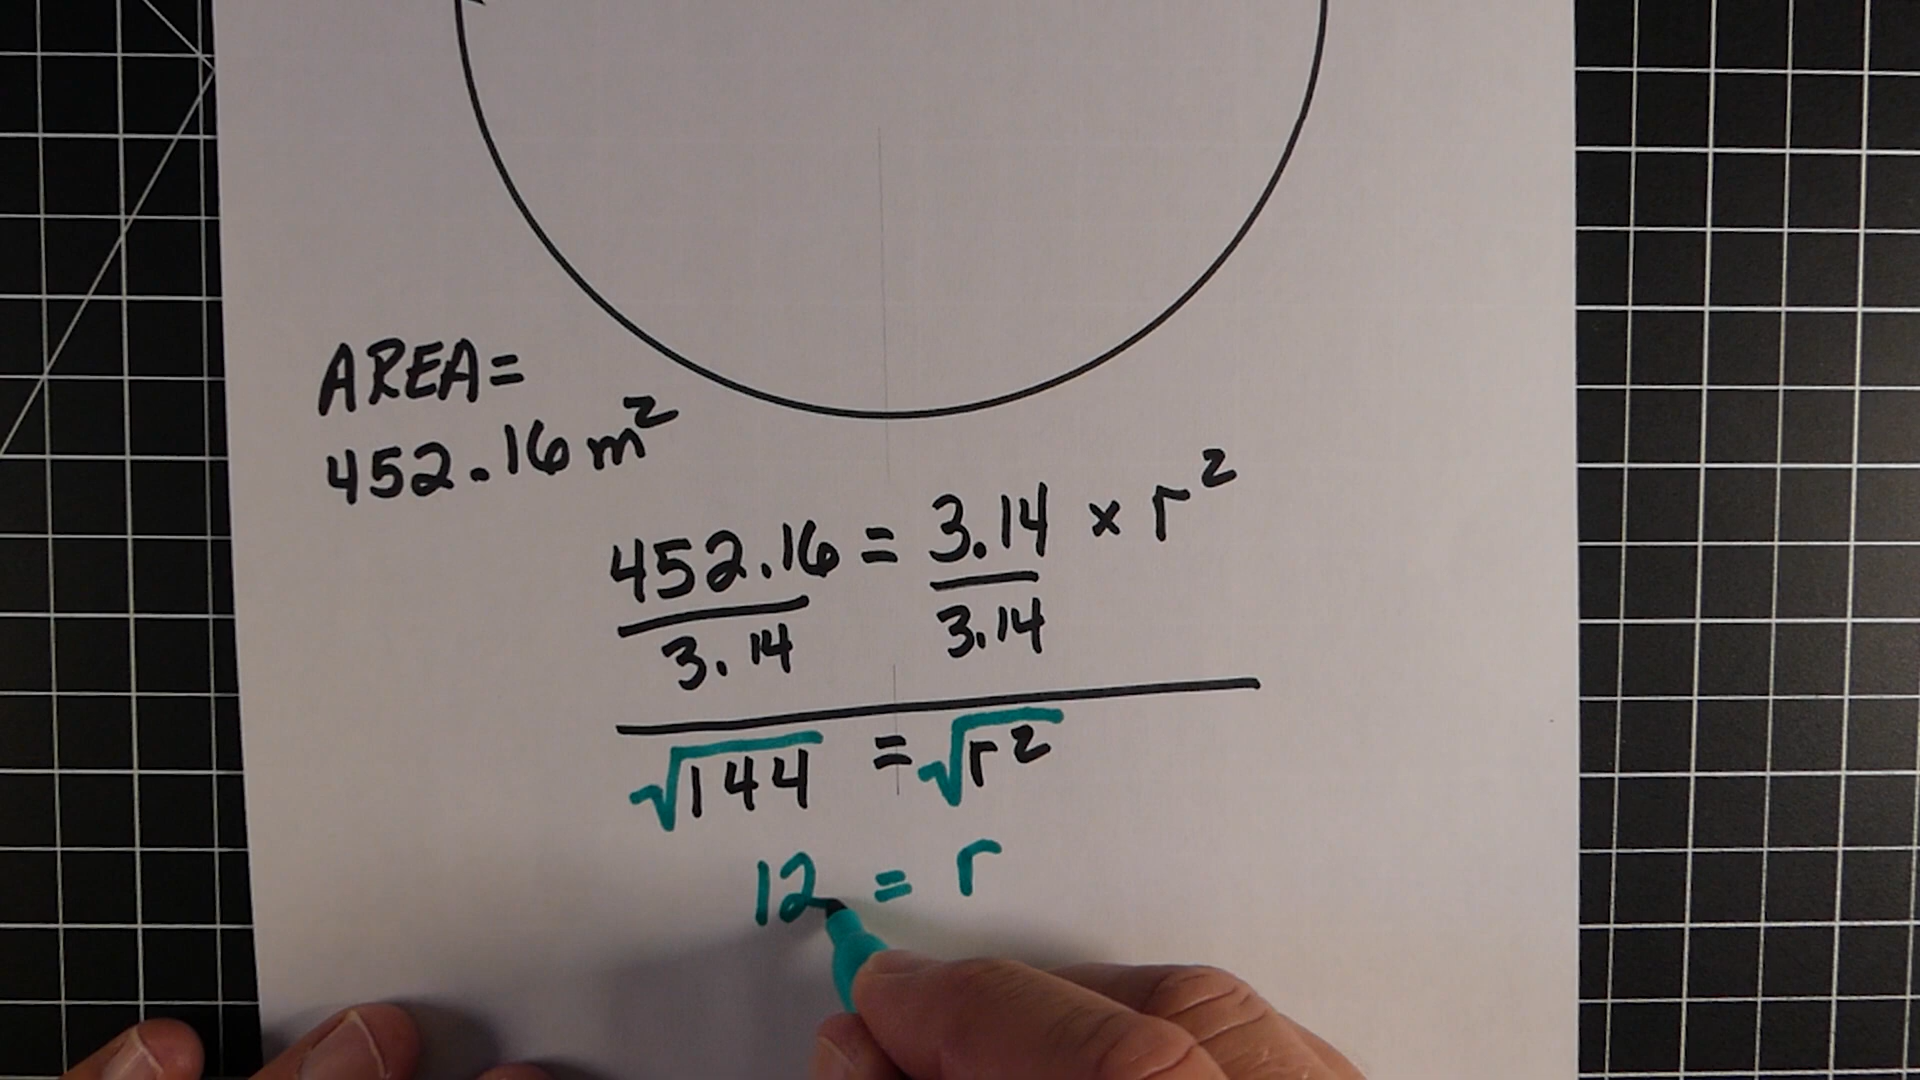 AREA=
452.16 m²
452.16 = 3.14 × r²
3.14 3.14
√144 = √r²
12 = r